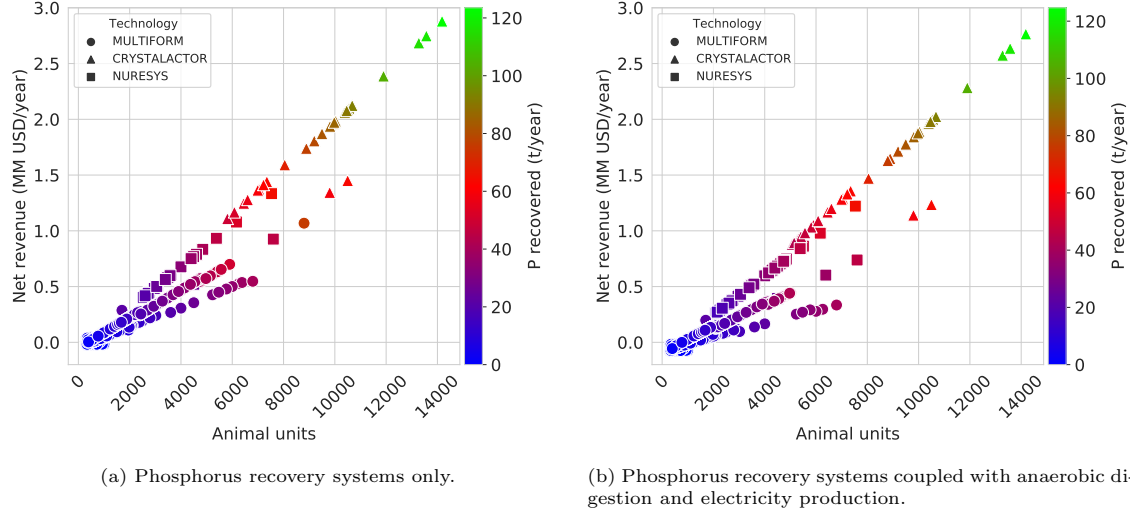 3.0
2.5
2.0
1.5
1.0
0.5
0.0
Net revenue (MM USD/year)
Technology
MULTIFORM
CRYSTALACTOR
NURESYS
0
2000
4000
6000
8000
10000
12000
14000
Animal units
120
100
80
60
40
20
0
P recovered (t/year)
(a) Phosphorus recovery systems only.
3.0
2.5
2.0
1.5
1.0
0.5
0.0
Net revenue (MM USD/year)
Technology
MULTIFORM
CRYSTALACTOR
NURESYS
0
2000
4000
6000
8000
10000
12000
14000
Animal units
120
100
80
60
40
20
0
P recovered (t/year)
(b) Phosphorus recovery systems coupled with anaerobic di-
gestion and electricity production.